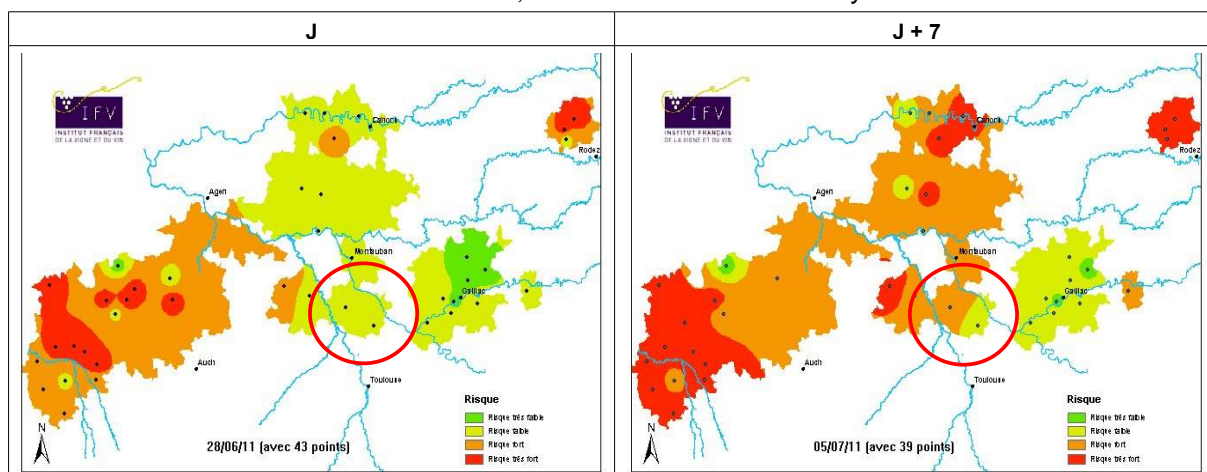 J
J + 7
IFV
INSTITUT FRANÇAIS
DE LA VIGNE ET DU VIN
Cahors
Rodez
Agen
Montauban
Gaillac
Auch
Toulouse
N
28/06/11 (avec 43 points)
Risque
Risque très faible
Risque faible
Risque fort
Risque très fort
IFV
INSTITUT FRANÇAIS
DE LA VIGNE ET DU VIN
Cahors
Rodez
Agen
Montauban
Gaillac
Auch
Toulouse
N
05/07/11 (avec 39 points)
Risque
Risque très faible
Risque faible
Risque fort
Risque très fort